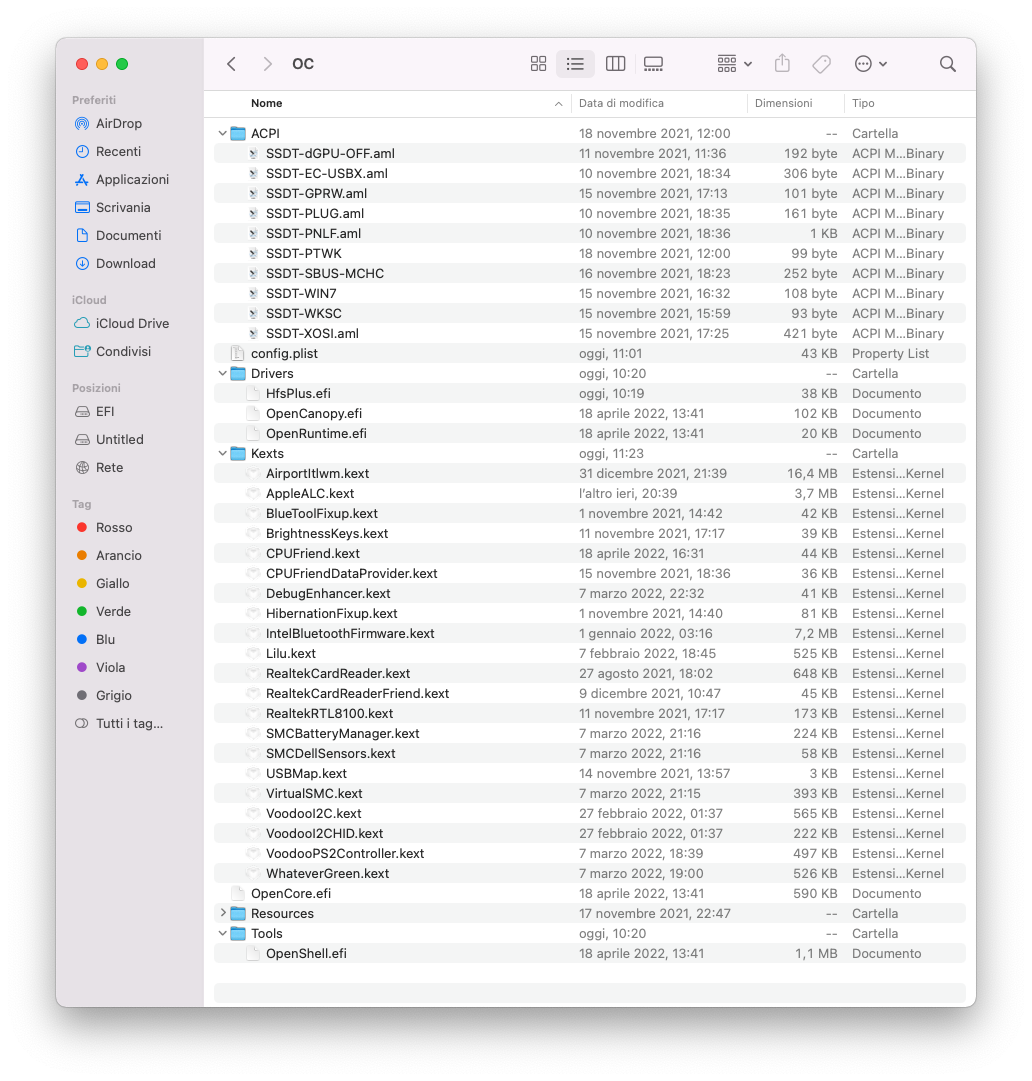 OC
Preferiti
AirDrop
Recenti
Applicazioni
Scrivania
Documenti
Download
iCloud
iCloud Drive
Condivisi
Posizioni
EFI
Untitled
Rete
Tag
Rosso
Arancio
Giallo
Verde
Blu
Viola
Grigio
Tutti i tag...
Nome Data di modifica Dimensioni Tipo
ACPI 18 novembre 2021, 12:00 -- Cartella
SSDT-dGPU-OFF.aml 11 novembre 2021, 11:36 192 byte ACPI M...Binary
SSDT-EC-USBX.aml 10 novembre 2021, 18:34 306 byte ACPI M...Binary
SSDT-GPRW.aml 15 novembre 2021, 17:13 101 byte ACPI M...Binary
SSDT-PLUG.aml 10 novembre 2021, 18:35 161 byte ACPI M...Binary
SSDT-PNLF.aml 10 novembre 2021, 18:36 1 KB ACPI M...Binary
SSDT-PTWK 18 novembre 2021, 12:00 99 byte ACPI M...Binary
SSDT-SBUS-MCHC 16 novembre 2021, 18:23 252 byte ACPI M...Binary
SSDT-WIN7 15 novembre 2021, 16:32 108 byte ACPI M...Binary
SSDT-WKSC 15 novembre 2021, 15:59 93 byte ACPI M...Binary
SSDT-XOSI.aml 15 novembre 2021, 17:25 421 byte ACPI M...Binary
config.plist oggi, 11:01 43 KB Property List
Drivers oggi, 10:20 -- Cartella
HfsPlus.efi oggi, 10:19 38 KB Documento
OpenCanopy.efi 18 aprile 2022, 13:41 102 KB Documento
OpenRuntime.efi 18 aprile 2022, 13:41 20 KB Documento
Kexts oggi, 11:23 -- Cartella
AirportItlwm.kext 31 dicembre 2021, 21:39 16,4 MB Estensi...Kernel
AppleALC.kext l'altro ieri, 20:39 3,7 MB Estensi...Kernel
BlueToolFixup.kext 1 novembre 2021, 14:42 42 KB Estensi...Kernel
BrightnessKeys.kext 11 novembre 2021, 17:17 39 KB Estensi...Kernel
CPUFriend.kext 18 aprile 2022, 16:31 44 KB Estensi...Kernel
CPUFriendDataProvider.kext 15 novembre 2021, 18:36 36 KB Estensi...Kernel
DebugEnhancer.kext 7 marzo 2022, 22:32 41 KB Estensi...Kernel
HibernationFixup.kext 1 novembre 2021, 14:40 81 KB Estensi...Kernel
IntelBluetoothFirmware.kext 1 gennaio 2022, 03:16 7,2 MB Estensi...Kernel
Lilu.kext 7 febbraio 2022, 18:45 525 KB Estensi...Kernel
RealtekCardReader.kext 27 agosto 2021, 18:02 648 KB Estensi...Kernel
RealtekCardReaderFriend.kext 9 dicembre 2021, 10:47 45 KB Estensi...Kernel
RealtekRTL8100.kext 11 novembre 2021, 17:17 173 KB Estensi...Kernel
SMCBatteryManager.kext 7 marzo 2022, 21:16 224 KB Estensi...Kernel
SMCDellSensors.kext 7 marzo 2022, 21:16 58 KB Estensi...Kernel
USBMap.kext 14 novembre 2021, 13:57 3 KB Estensi...Kernel
VirtualSMC.kext 7 marzo 2022, 21:15 393 KB Estensi...Kernel
VoodooI2C.kext 27 febbraio 2022, 01:37 565 KB Estensi...Kernel
VoodooI2CHID.kext 27 febbraio 2022, 01:37 222 KB Estensi...Kernel
VoodooPS2Controller.kext 7 marzo 2022, 18:39 497 KB Estensi...Kernel
WhateverGreen.kext 7 marzo 2022, 19:00 526 KB Estensi...Kernel
OpenCore.efi 18 aprile 2022, 13:41 590 KB Documento
Resources 17 novembre 2021, 22:47 -- Cartella
Tools oggi, 10:20 -- Cartella
OpenShell.efi 18 aprile 2022, 13:41 1,1 MB Documento